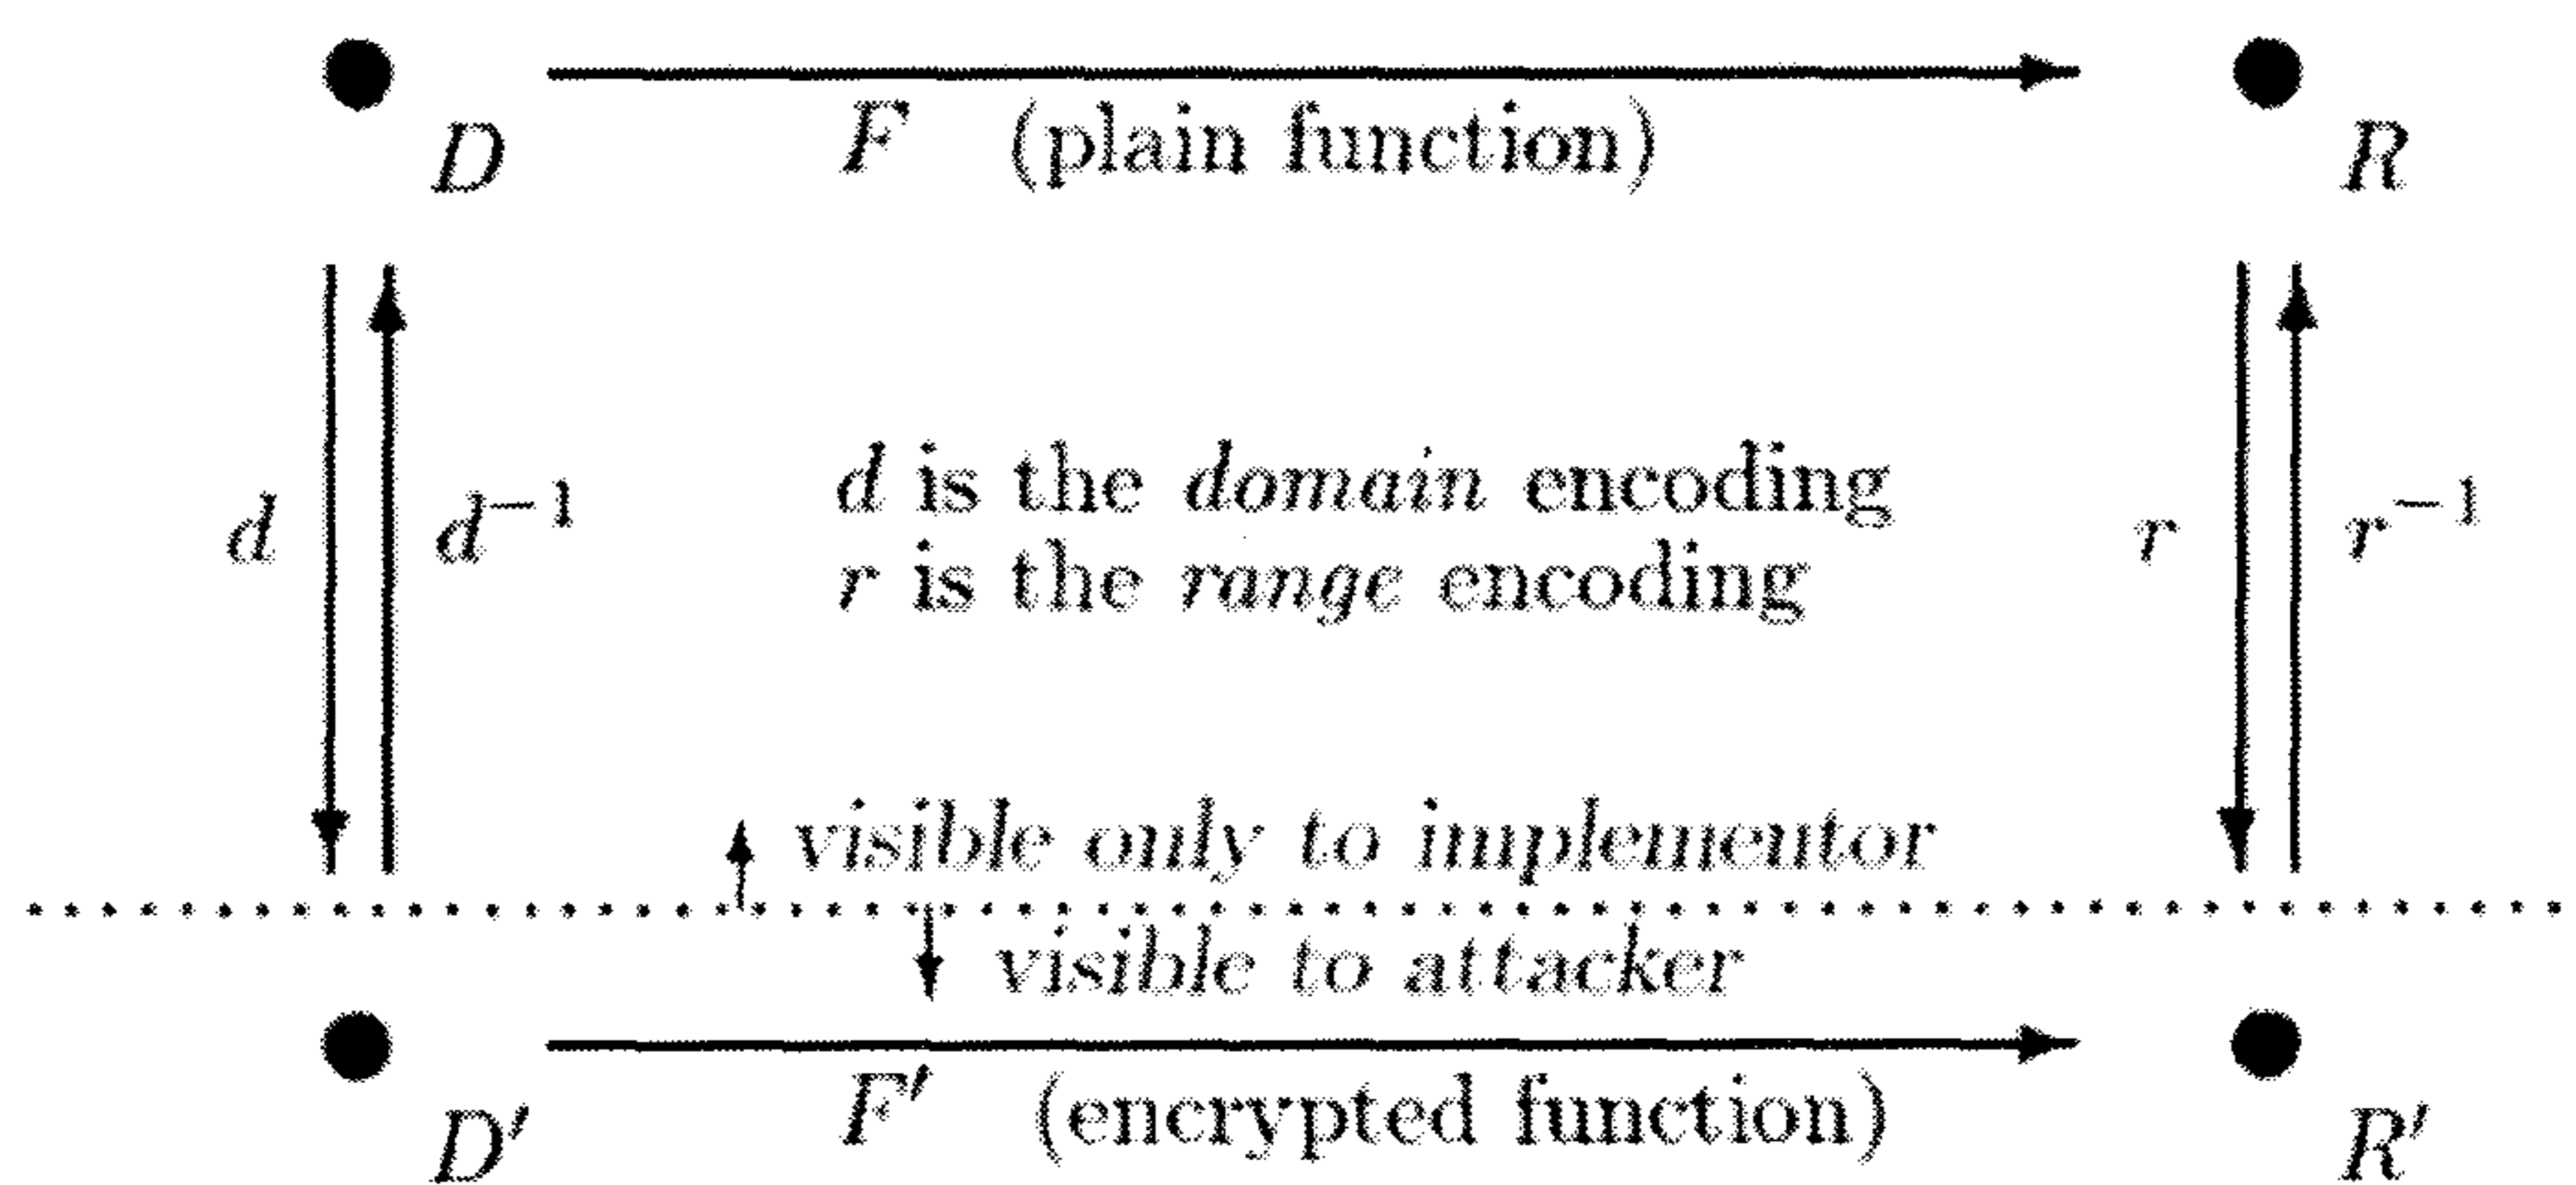 D F (plain function) R
d d⁻¹ d is the domain encoding r r⁻¹
r is the range encoding
visible only to implementor
visible to attacker
D′ F′ (encrypted function) R′